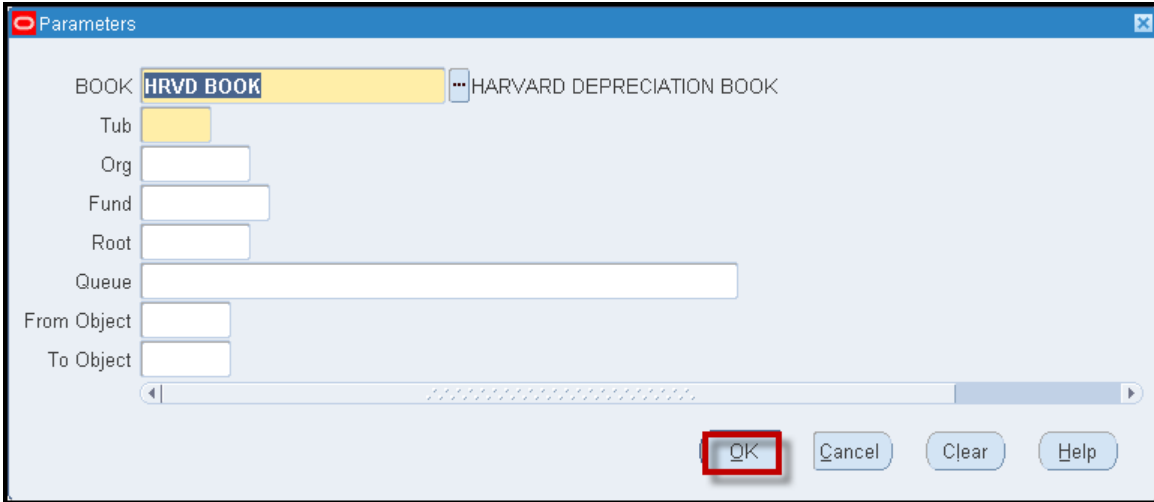 Parameters
BOOK HRVD BOOK ... HARVARD DEPRECIATION BOOK
Tub
Org
Fund
Root
Queue
From Object
To Object
OK Cancel Clear Help